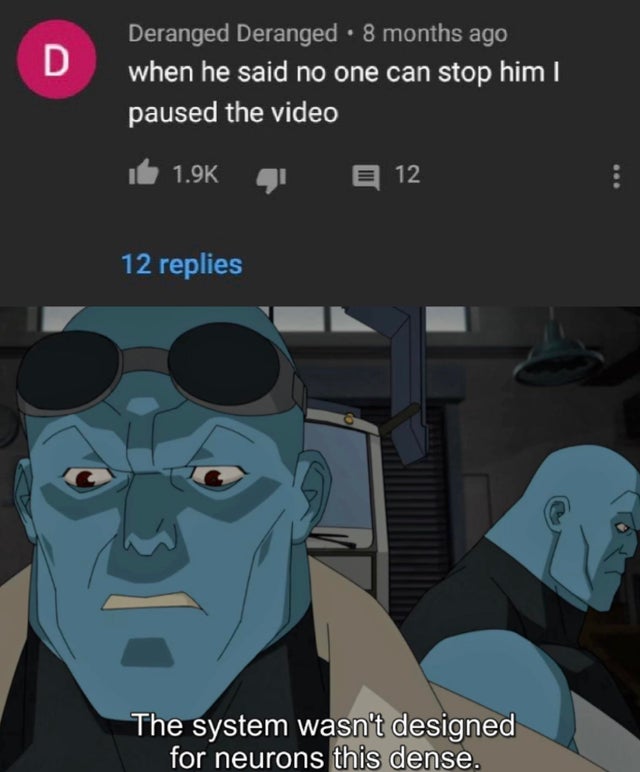 D
Deranged Deranged • 8 months ago
when he said no one can stop him I
paused the video
1.9K 12
12 replies
The system wasn't designed
for neurons this dense.